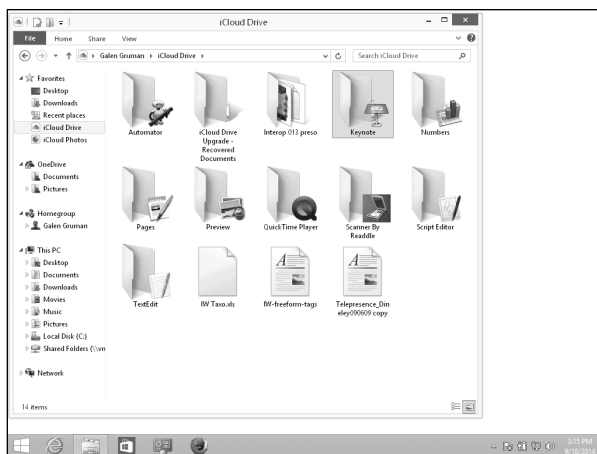 iCloud Drive
File Home Share View
Galen Gruman iCloud Drive
Search iCloud Drive
Favorites
Desktop
Downloads
Recent places
iCloud Drive
iCloud Photos
OneDrive
Documents
Pictures
Homegroup
Galen Gruman
This PC
Desktop
Documents
Downloads
Movies
Music
Pictures
Local Disk (C:)
Shared Folders (\\vm
Network
Automator
iCloud Drive
Upgrade -
Recovered
Documents
Interop 013 preso
Keynote
Numbers
Pages
Preview
QuickTime Player
Scanner By
Readdle
Script Editor
TextEdit
IW Taxo.xls
IW-freeform-tags
Telepresence_Din
eley090609 copy
14 items
3:15 PM
9/18/2014